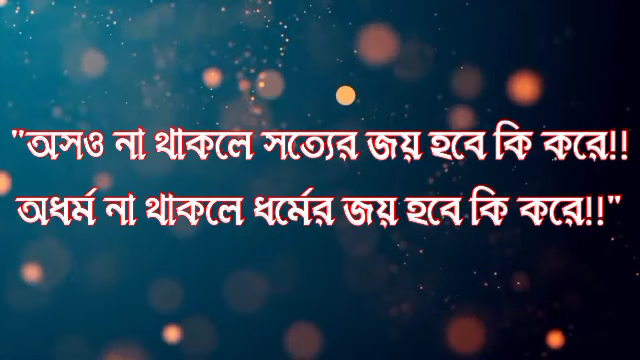 "অসও না থাকলে সত্যের জয় হবে কি করে!!
অধর্ম না থাকলে ধর্মের জয় হবে কি করে!!"